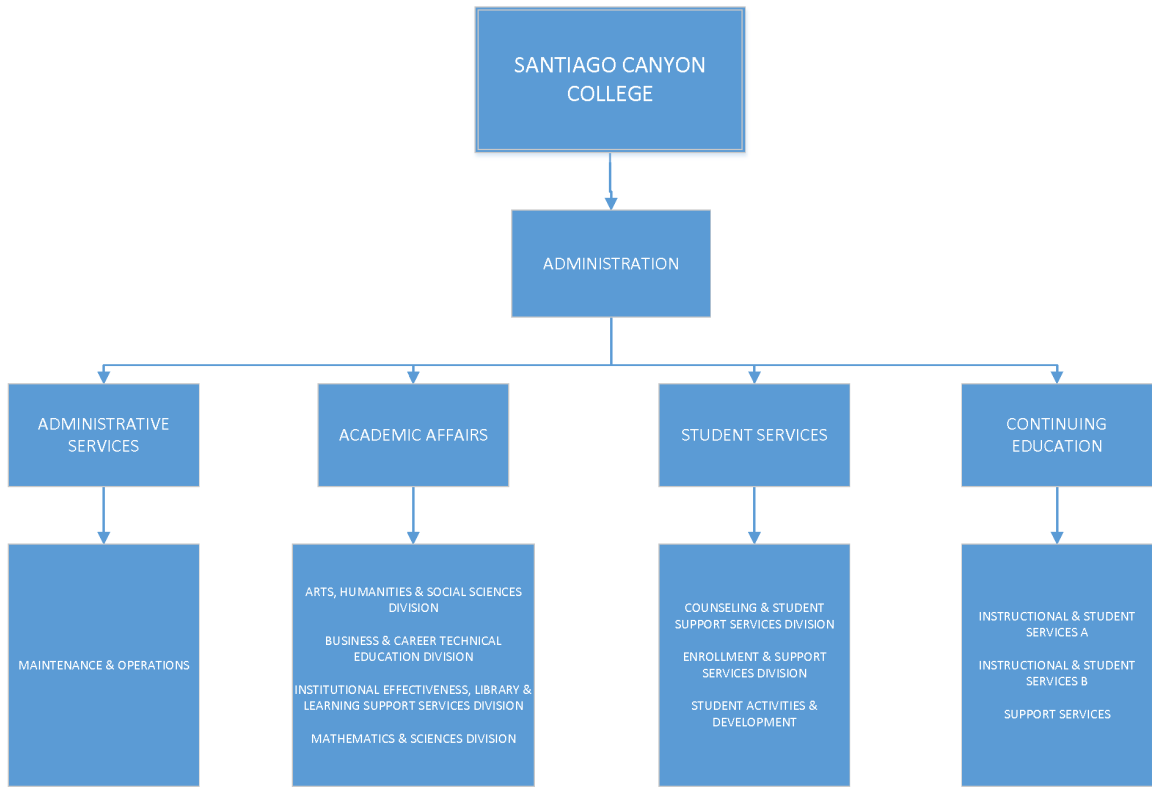 SANTIAGO CANYON
COLLEGE
ADMINISTRATION
ADMINISTRATIVE
SERVICES
ACADEMIC AFFAIRS
STUDENT SERVICES
CONTINUING
EDUCATION
MAINTENANCE & OPERATIONS
ARTS, HUMANITIES & SOCIAL SCIENCES
DIVISION
BUSINESS & CAREER TECHNICAL
EDUCATION DIVISION
INSTITUTIONAL EFFECTIVENESS, LIBRARY &
LEARNING SUPPORT SERVICES DIVISION
MATHEMATICS & SCIENCES DIVISION
COUNSELING & STUDENT
SUPPORT SERVICES DIVISION
ENROLLMENT & SUPPORT
SERVICES DIVISION
STUDENT ACTIVITIES &
DEVELOPMENT
INSTRUCTIONAL & STUDENT
SERVICES A
INSTRUCTIONAL & STUDENT
SERVICES B
SUPPORT SERVICES